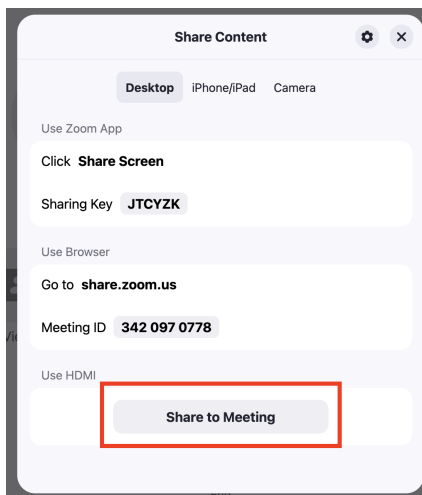 Share Content
Desktop iPhone/iPad Camera
Use Zoom App
Click Share Screen
Sharing Key JTCYZK
Use Browser
Go to share.zoom.us
Meeting ID 342 097 0778
Use HDMI
Share to Meeting